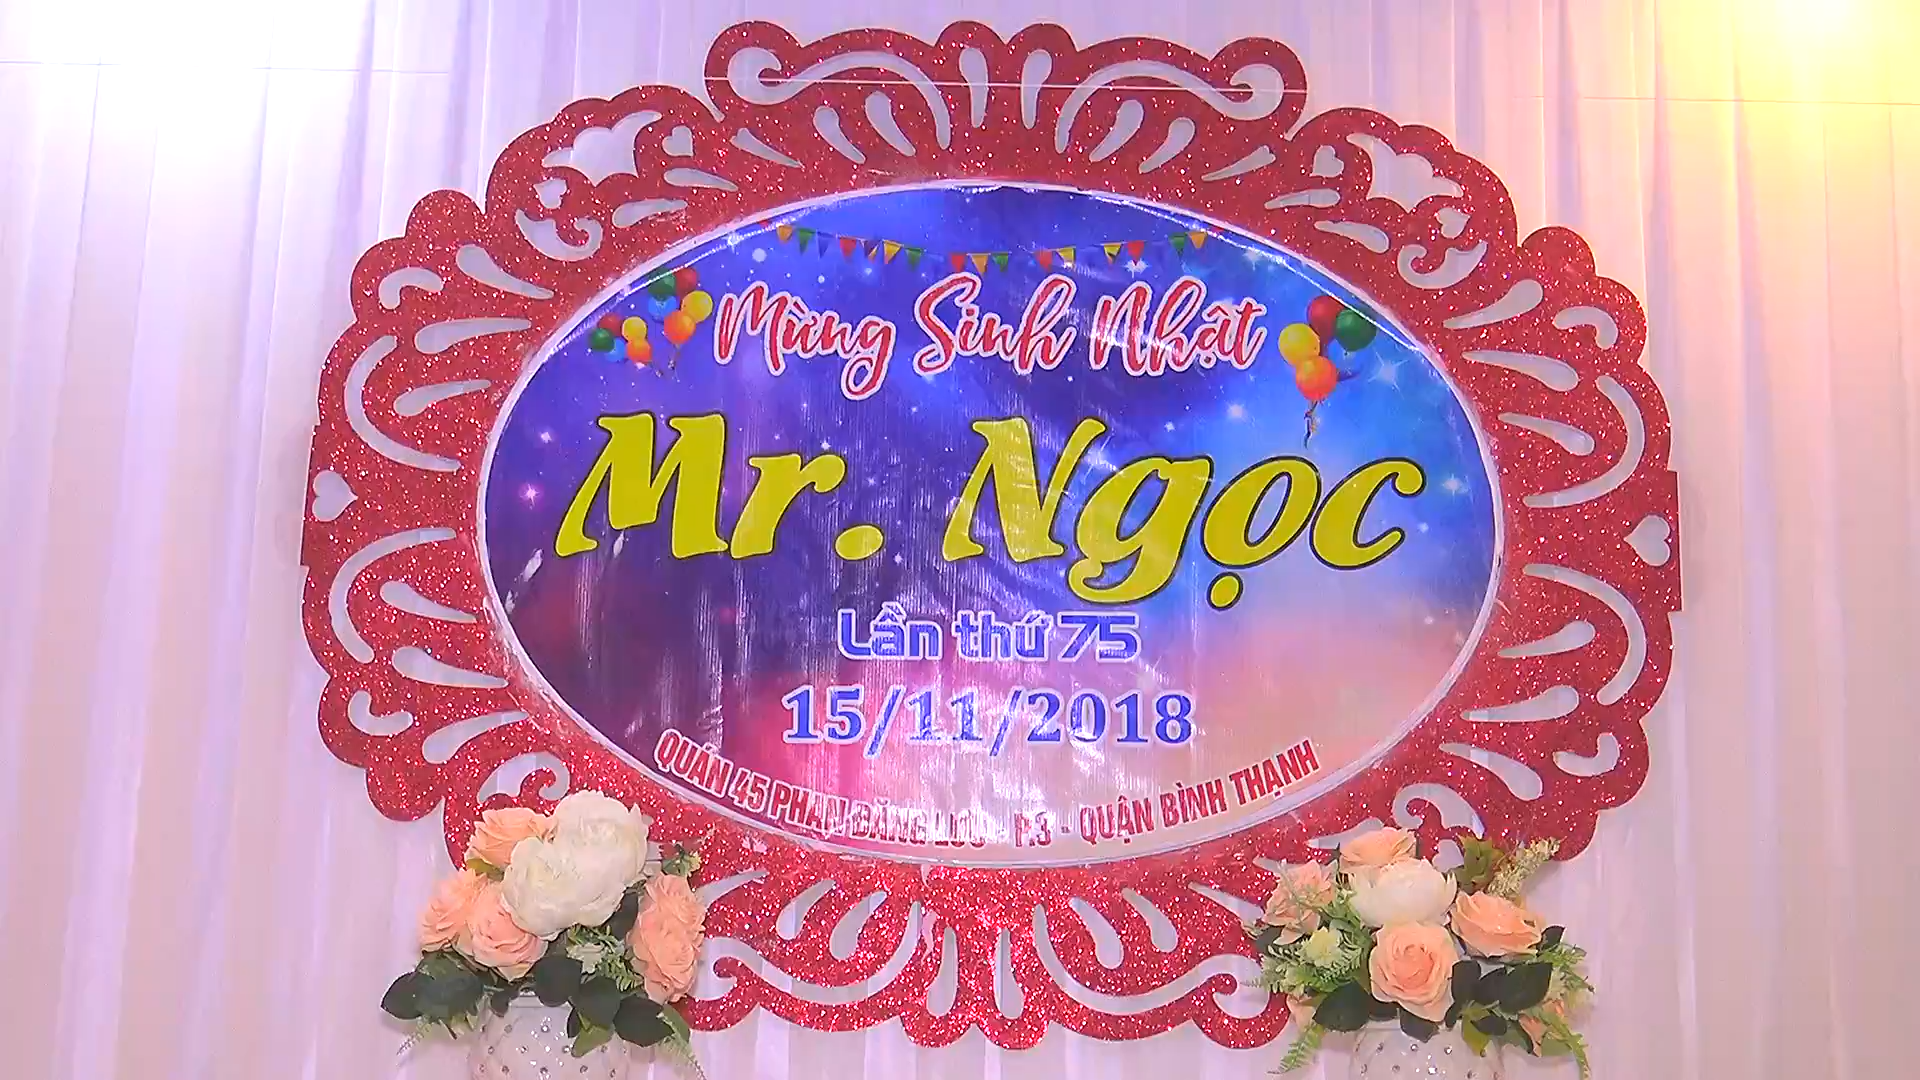 Mừng Sinh Nhật
Mr. Ngọc
Lần thứ 75
15/11/2018
QUÁN 45 PHAN ĐĂNG LƯU - P.3 - QUẬN BÌNH THẠNH